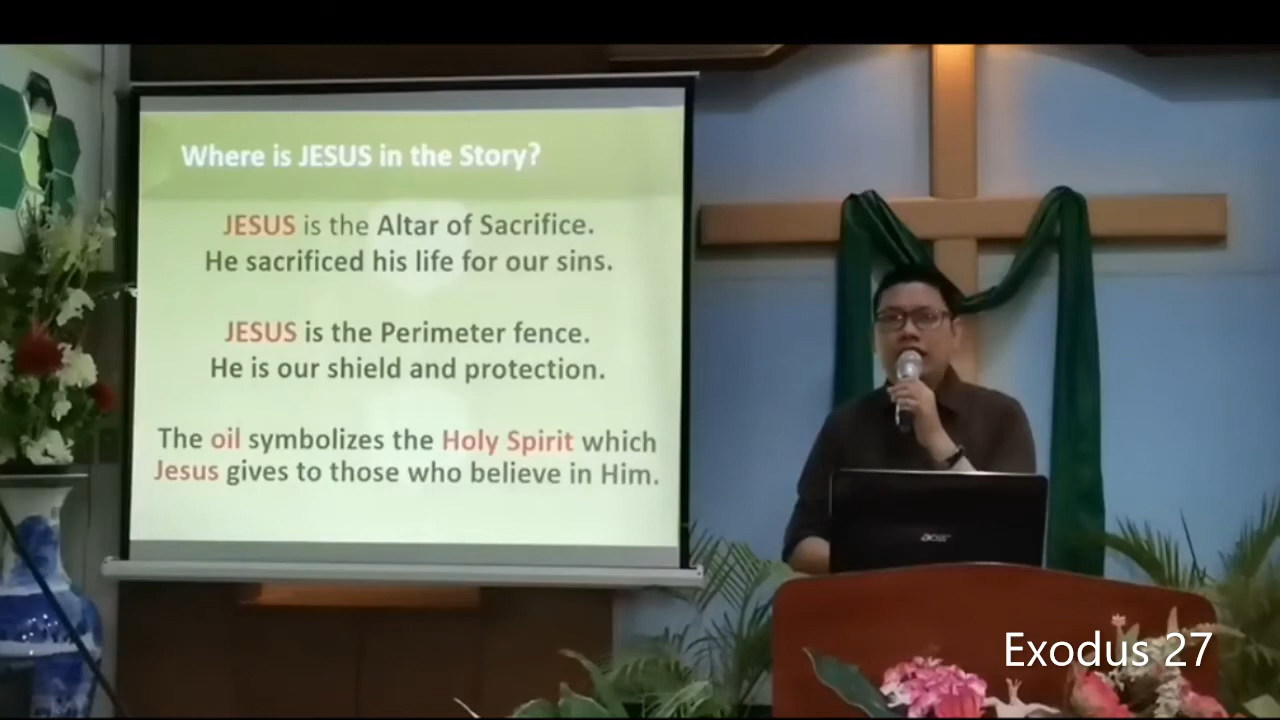 Where is JESUS in the Story?
JESUS is the Altar of Sacrifice.
He sacrificed his life for our sins.
JESUS is the Perimeter fence.
He is our shield and protection.
The oil symbolizes the Holy Spirit which
Jesus gives to those who believe in Him.
acer
Exodus 27